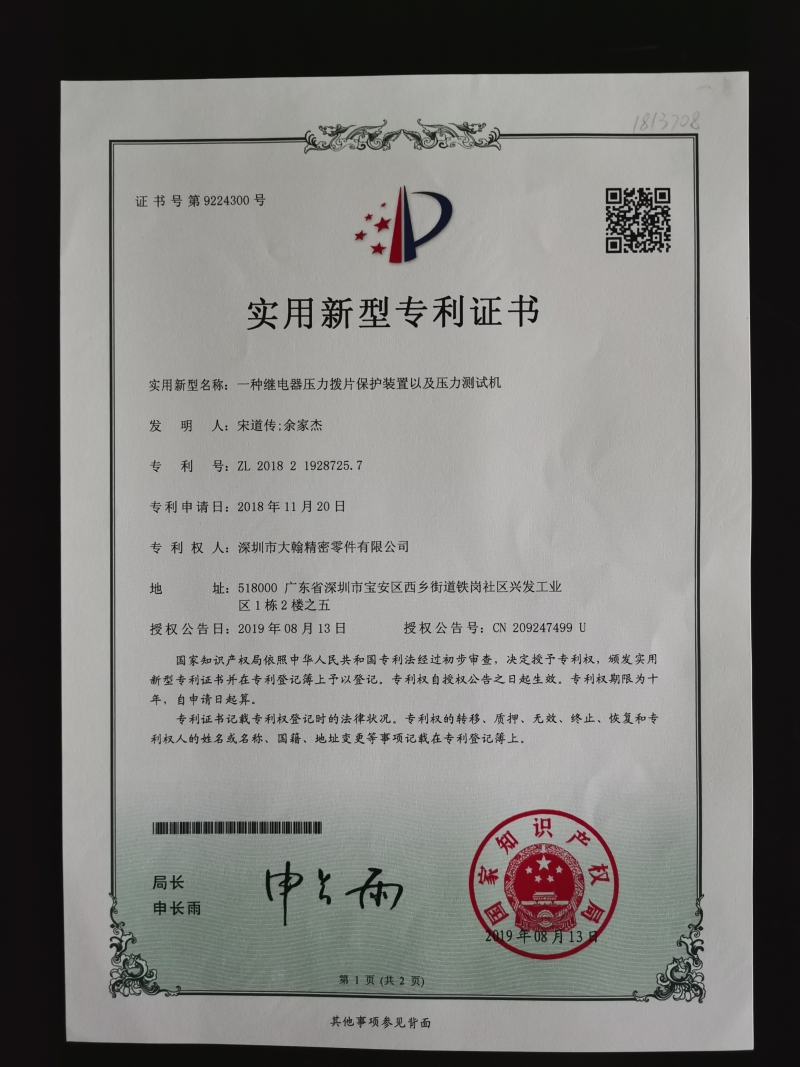 1813708
证书号第9224300号
实用新型专利证书
实用新型名称：一种继电器压力拨片保护装置以及压力测试机
发明人：宋道传;余家杰
专利号：ZL 2018 2 1928725.7
专利申请日：2018年11月20日
专利权人：深圳市大翰精密零件有限公司
地址：518000 广东省深圳市宝安区西乡街道铁岗社区兴发工业
区1栋2楼之五
授权公告日：2019年08月13日 授权公告号：CN 209247499 U
国家知识产权局依照中华人民共和国专利法经过初步审查，决定授予专利权，颁发实用
新型专利证书并在专利登记簿上予以登记。专利权自授权公告之日起生效。专利权期限为十
年，自申请日起算。
专利证书记载专利权登记时的法律状况。专利权的转移、质押、无效、终止、恢复和专
利权人的姓名或名称、国籍、地址变更等事项记载在专利登记簿上。
局长
申长雨
申长雨
国家知识产权局
2019年08月13日
第1页(共2页)
其他事项参见背面